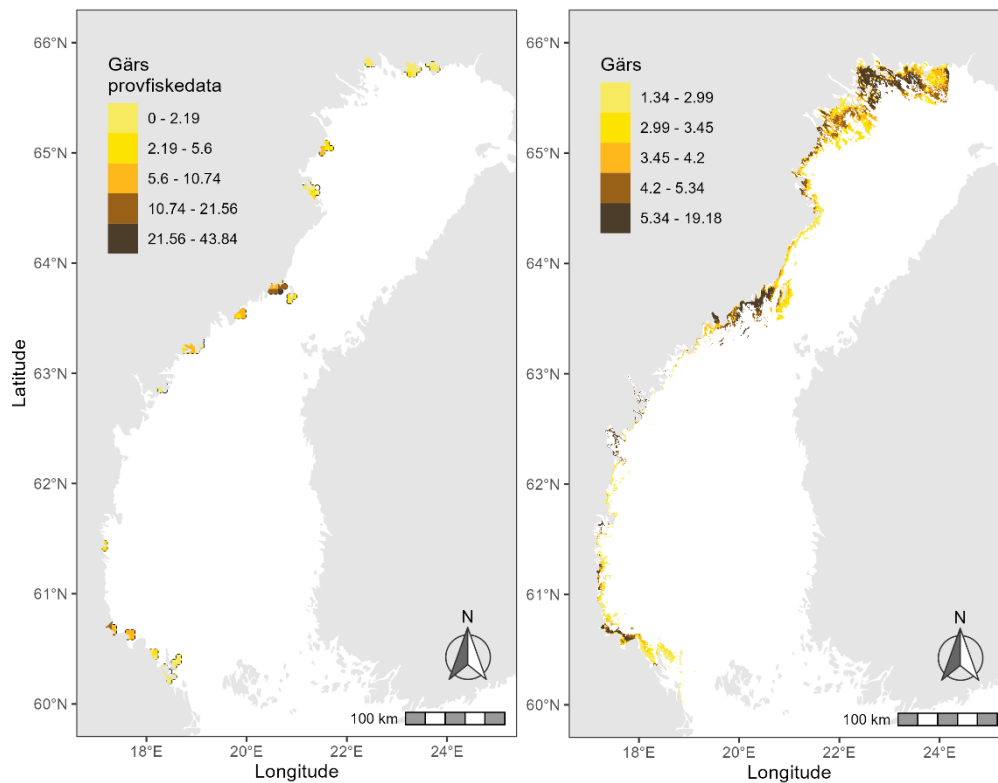 66°N
65°N
64°N
63°N
62°N
61°N
60°N
Latitude
Gärs
provfiskedata
0 - 2.19
2.19 - 5.6
5.6 - 10.74
10.74 - 21.56
21.56 - 43.84
N
100 km
18°E
20°E
22°E
24°E
Longitude
66°N
65°N
64°N
63°N
62°N
61°N
60°N
Gärs
1.34 - 2.99
2.99 - 3.45
3.45 - 4.2
4.2 - 5.34
5.34 - 19.18
N
100 km
18°E
20°E
22°E
24°E
Longitude